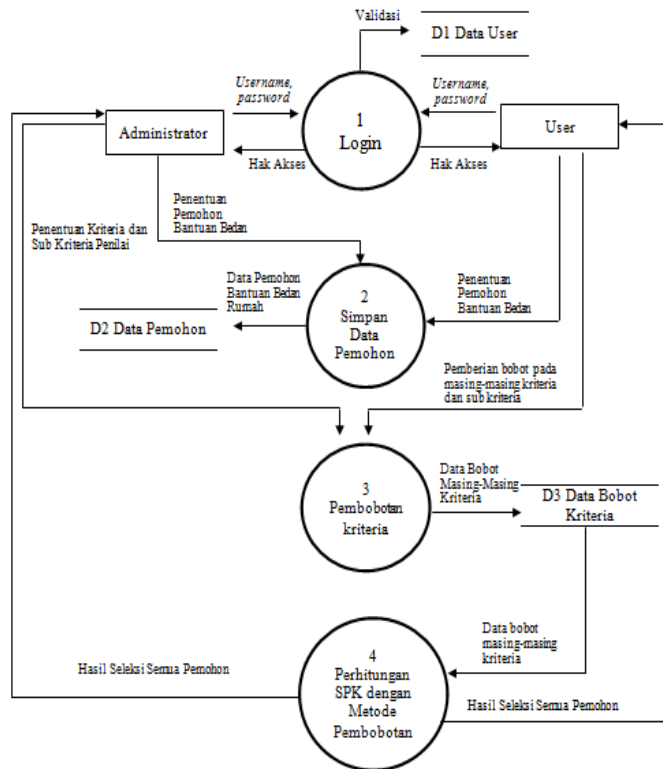 Validasi
D1 Data User
Username,
password
Username,
password
1
Login
Administrator
User
Hak Akses
Hak Akses
Penentuan
Pemohon
Bantuan Bedan
Penentuan Kriteria dan
Sub Kriteria Penilai
Data Pemohon
Bantuan Bedan
Rumah
Penentuan
Pemohon
Bantuan Bedan
2
Simpan
Data
Pemohon
D2 Data Pemohon
Pemberian bobot pada
masing-masing kriteria
dan sub kriteria
3
Pembobotan
kriteria
Data Bobot
Masing-Masing
Kriteria
D3 Data Bobot
Kriteria
Data bobot
masing-masing
kriteria
4
Perhitungan
SPK dengan
Metode
Pembobotan
Hasil Seleksi Semua Pemohon
Hasil Seleksi Semua Pemohon